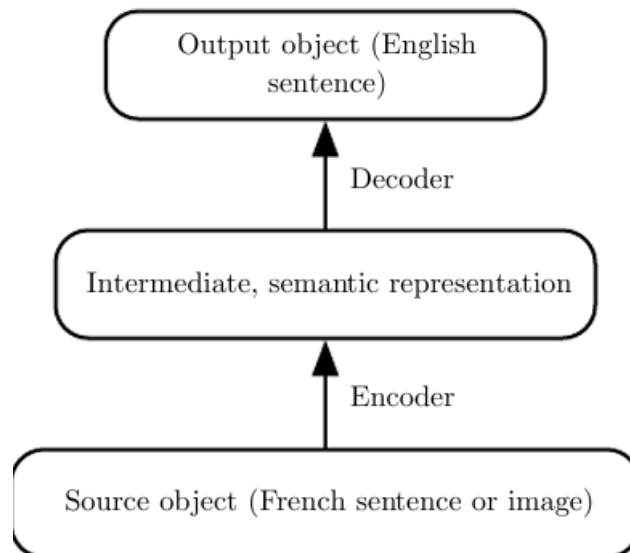 Output object (English
sentence)
Decoder
Intermediate, semantic representation
Encoder
Source object (French sentence or image)